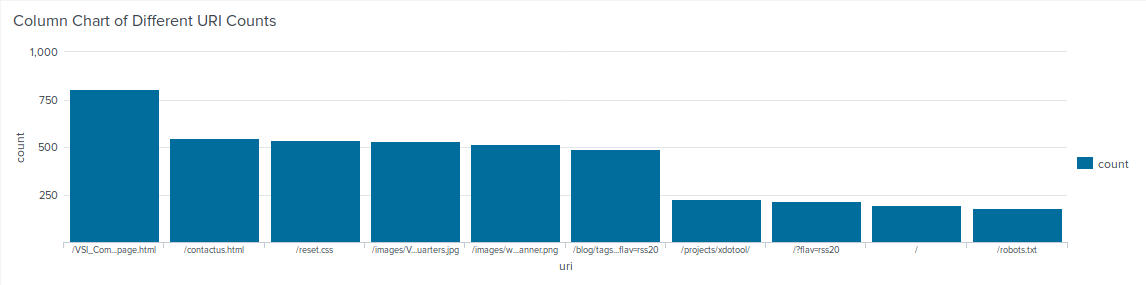 Column Chart of Different URI Counts
1,000
750
500
250
count
/VSI_Com...page.html
/contactus.html
/reset.css
/images/V...uarters.jpg
/images/w...anner.png
/blog/tags...flav=rss20
/projects/xdotool/
/?flav=rss20
/
/robots.txt
uri
count